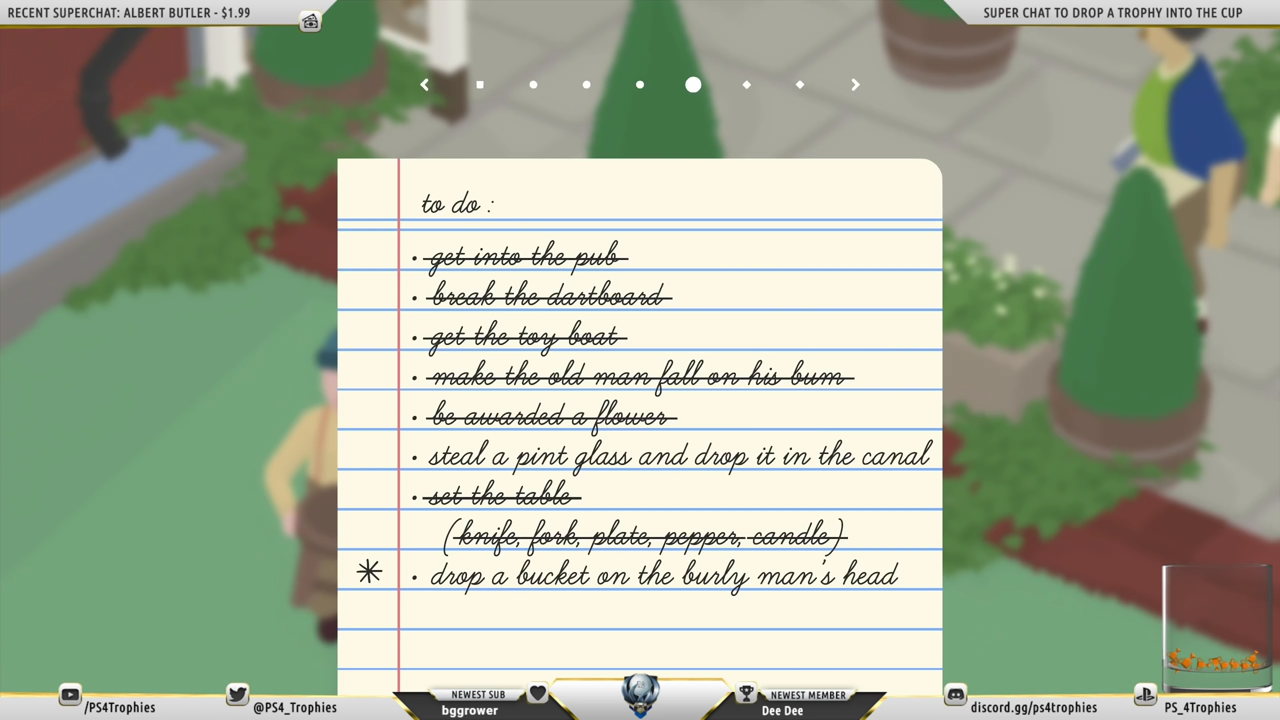 RECENT SUPERCHAT: ALBERT BUTLER - $1.99
SUPER CHAT TO DROP A TROPHY INTO THE CUP
to do :
• get into the pub
• break the dartboard
• get the toy boat
• make the old man fall on his bum
• be awarded a flower
• steal a pint glass and drop it in the canal
• set the table
(knife, fork, plate, pepper, candle)
• drop a bucket on the burly man's head
/PS4Trophies
@PS4_Trophies
NEWEST SUB
bggrower
NEWEST MEMBER
Dee Dee
discord.gg/ps4trophies
PS_4Trophies